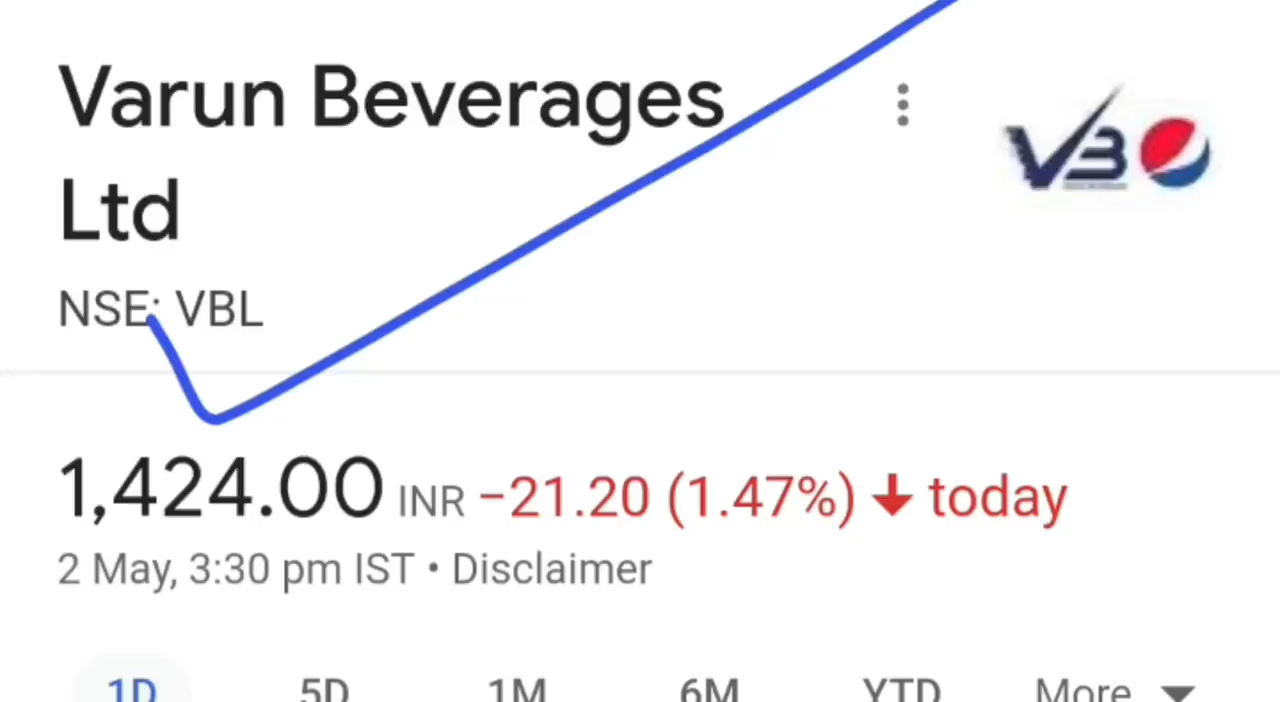 Varun Beverages
Ltd
VB
NSE: VBL
1,424.00 INR −21.20 (1.47%) ↓ today
2 May, 3:30 pm IST • Disclaimer
1D 5D 1M 6M YTD More